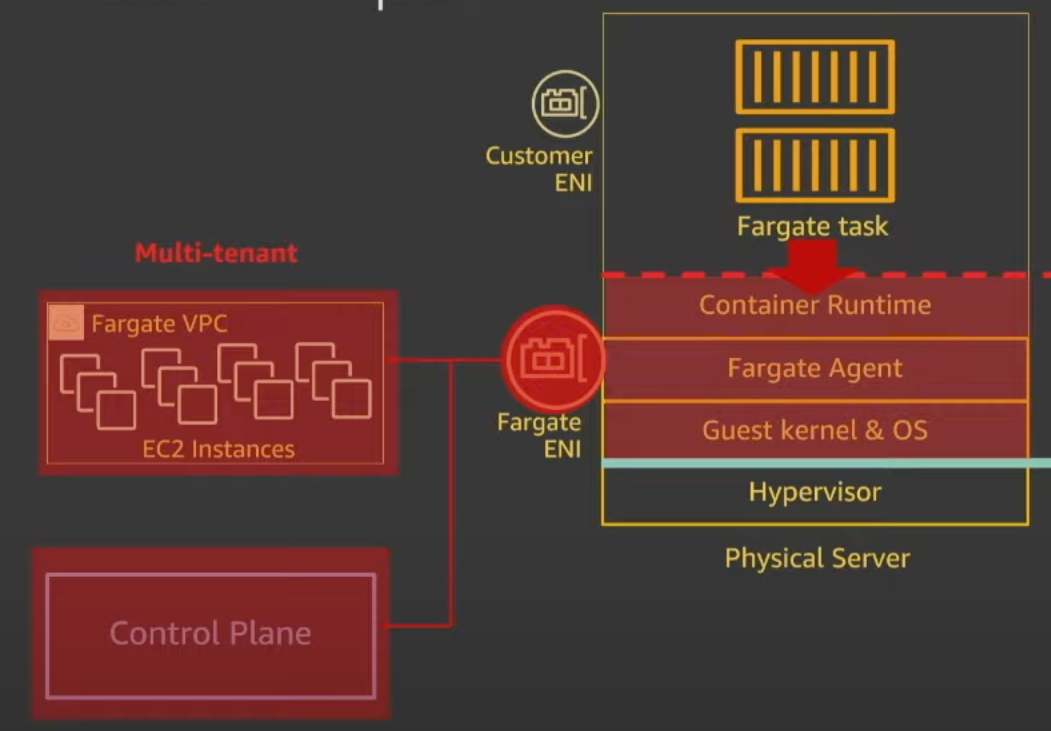 Customer
ENI
Fargate task
Multi-tenant
Fargate VPC
EC2 Instances
Container Runtime
Fargate Agent
Fargate
ENI
Guest kernel & OS
Hypervisor
Physical Server
Control Plane